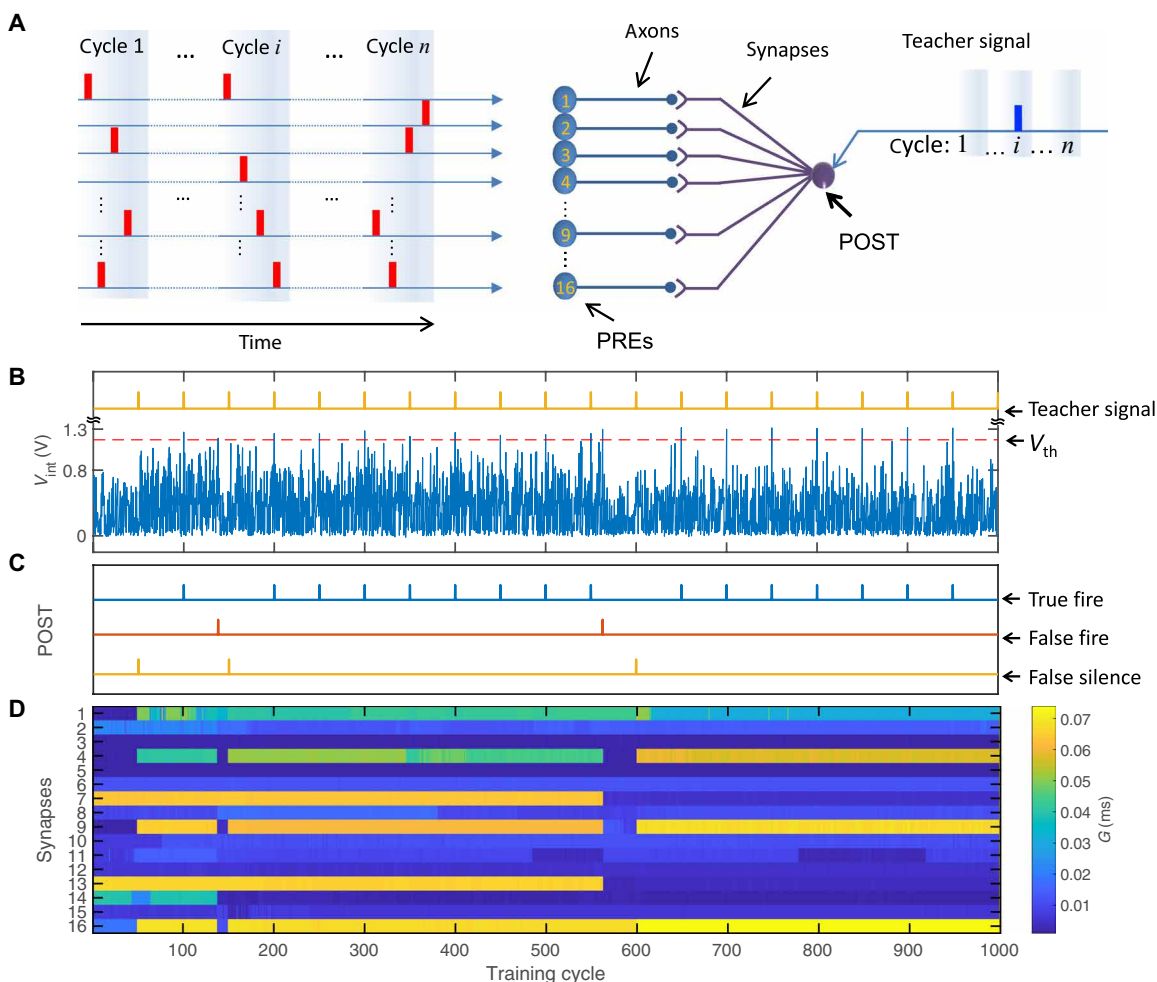 A
Cycle 1 ... Cycle i ... Cycle n
Axons
Synapses
Teacher signal
1
2
3
4
9
16
Cycle: 1 ... i ... n
POST
PREs
Time
B
Teacher signal
Vth
Vint (V)
1.3
0.8
0
C
POST
True fire
False fire
False silence
D
Synapses
1
2
3
4
5
6
7
8
9
10
11
12
13
14
15
16
100 200 300 400 500 600 700 800 900 1000
Training cycle
0.07
0.06
0.05
0.04
0.03
0.02
0.01
G (ms)